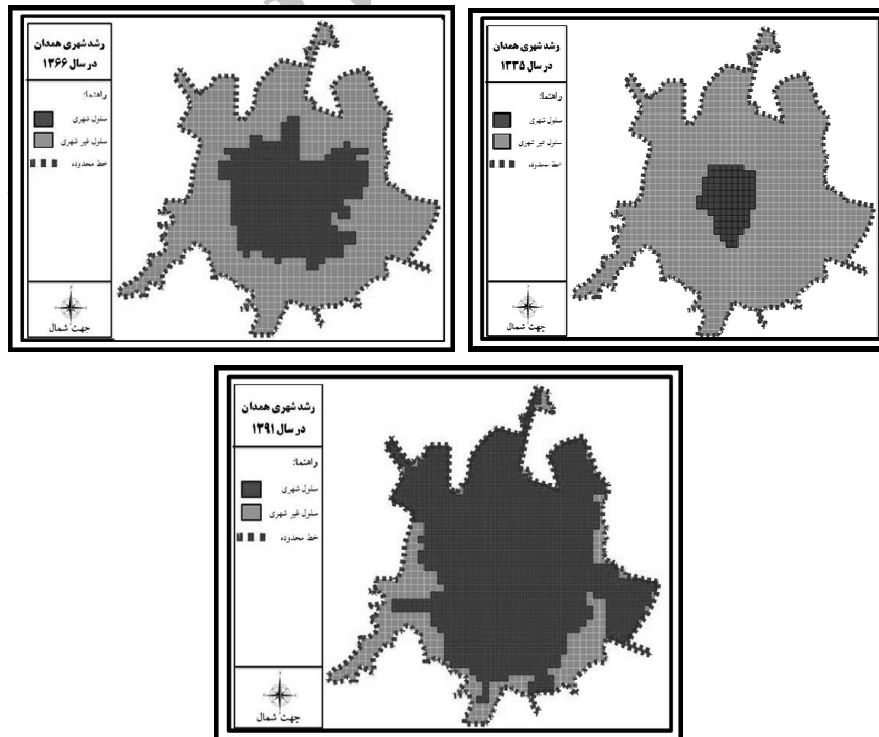 رشد شهری همدان
در سال ۱۳۳۵
راهنما:
سلول شهری
سلول غیر شهری
خط محدوده
جهت شمال
رشد شهری همدان
در سال ۱۳۶۶
راهنما:
سلول شهری
سلول غیر شهری
خط محدوده
جهت شمال
رشد شهری همدان
در سال ۱۳۹۱
راهنما:
سلول شهری
سلول غیر شهری
خط محدوده
جهت شمال